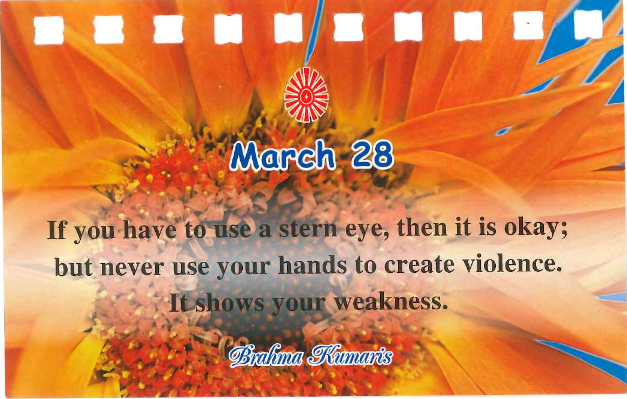 March 28
If you have to use a stern eye, then it is okay;
but never use your hands to create violence.
It shows your weakness.
Brahma Kumaris